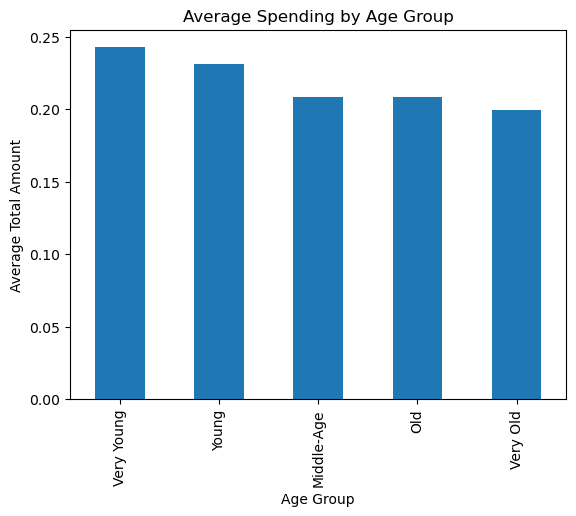 Average Spending by Age Group
Average Total Amount
0.25
0.20
0.15
0.10
0.05
0.00
Very Young
Young
Middle-Age
Old
Very Old
Age Group